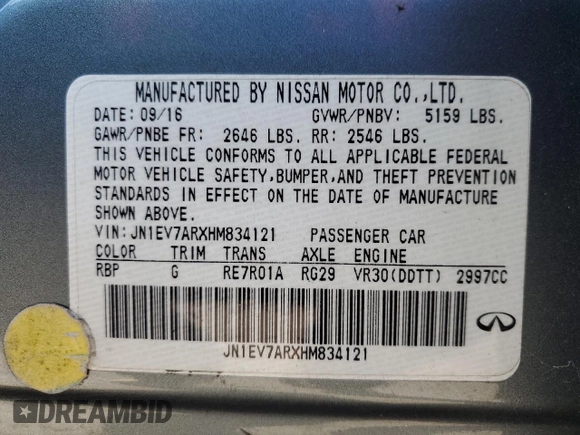 MANUFACTURED BY NISSAN MOTOR CO.,LTD.
DATE: 09/16 GVWR/PNBV: 5159 LBS.
GAWR/PNBE FR: 2646 LBS. RR: 2546 LBS.
THIS VEHICLE CONFORMS TO ALL APPLICABLE FEDERAL
MOTOR VEHICLE SAFETY,BUMPER,AND THEFT PREVENTION
STANDARDS IN EFFECT ON THE DATE OF MANUFACTURE
SHOWN ABOVE.
VIN:JN1EV7ARXHM834121 PASSENGER CAR
COLOR TRIM TRANS AXLE ENGINE
RBP G RE7R01A RG29 VR30(DDTT) 2997CC
JN1EV7ARXHM834121
INFINITI
DREAMBID